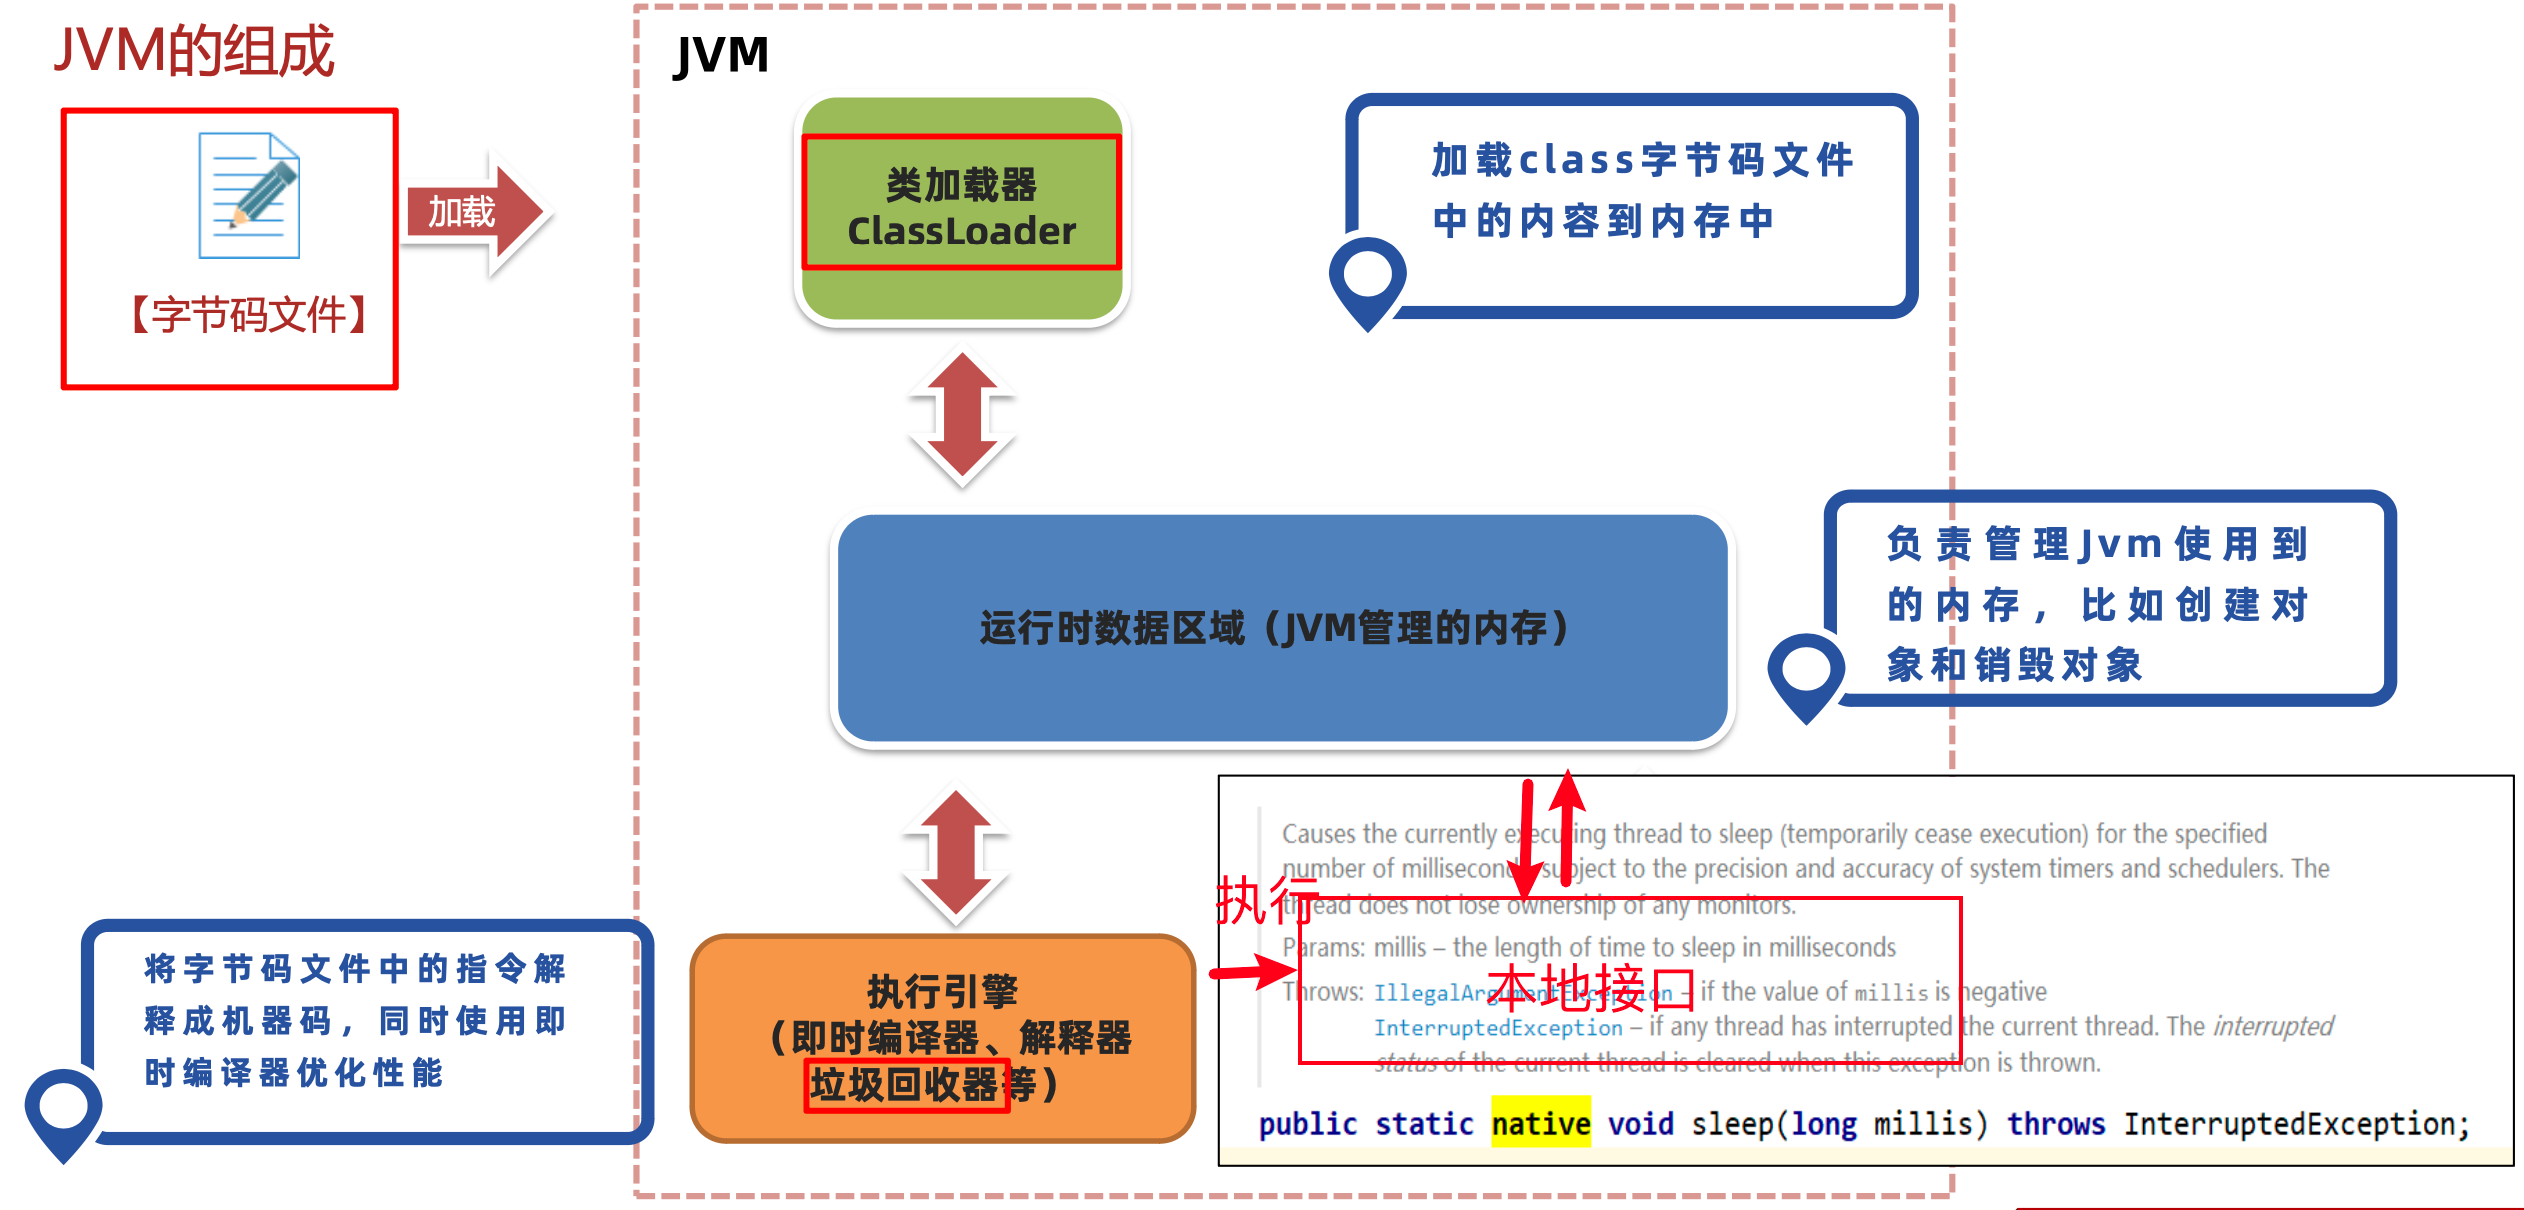 JVM的组成
【字节码文件】
加载
JVM
类加载器
ClassLoader
加载class字节码文件
中的内容到内存中
运行时数据区域（JVM管理的内存）
负责管理Jvm使用到
的内存，比如创建对
象和销毁对象
将字节码文件中的指令解
释成机器码，同时使用即
时编译器优化性能
执行引擎
（即时编译器、解释器
垃圾回收器等）
执行
本地接口
Causes the currently executing thread to sleep (temporarily cease execution) for the specified
number of milliseconds, subject to the precision and accuracy of system timers and schedulers. The
thread does not lose ownership of any monitors.
Params: millis – the length of time to sleep in milliseconds
Throws: IllegalArgumentException – if the value of millis is negative
InterruptedException – if any thread has interrupted the current thread. The interrupted
status of the current thread is cleared when this exception is thrown.
public static native void sleep(long millis) throws InterruptedException;